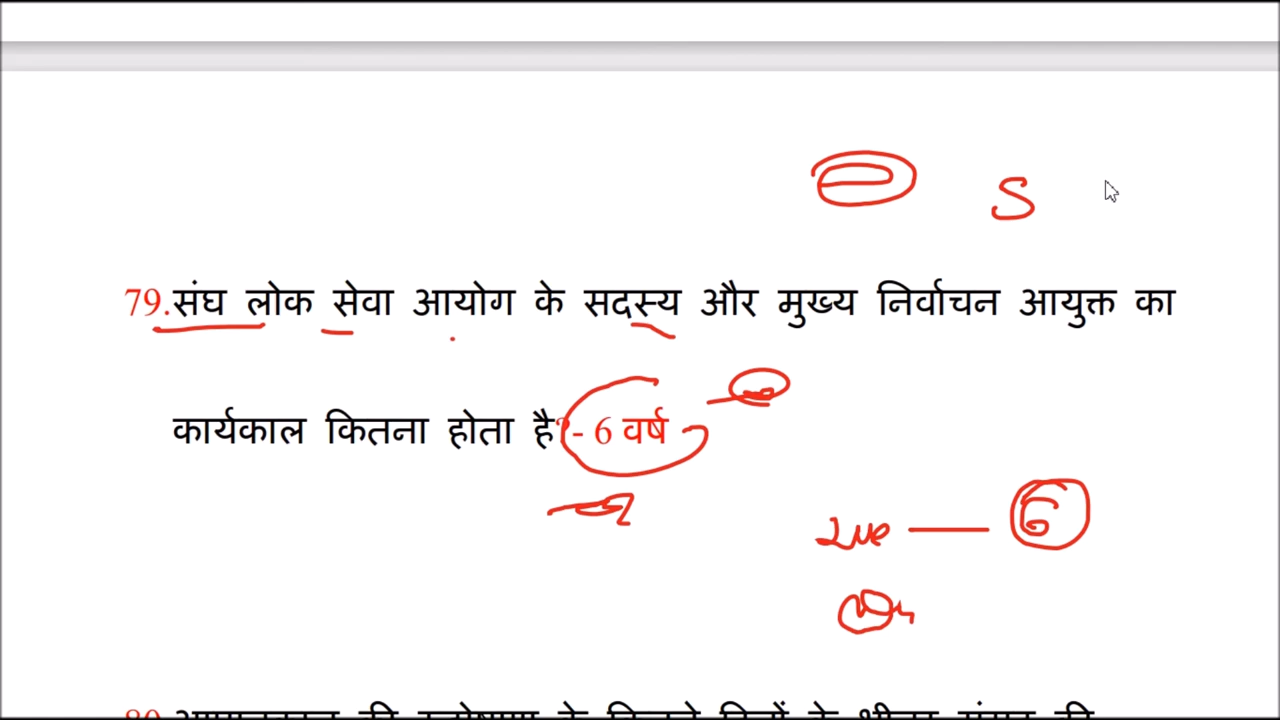 S
79.संघ लोक सेवा आयोग के सदस्य और मुख्य निर्वाचन आयुक्त का
कार्यकाल कितना होता है?- 6 वर्ष
6